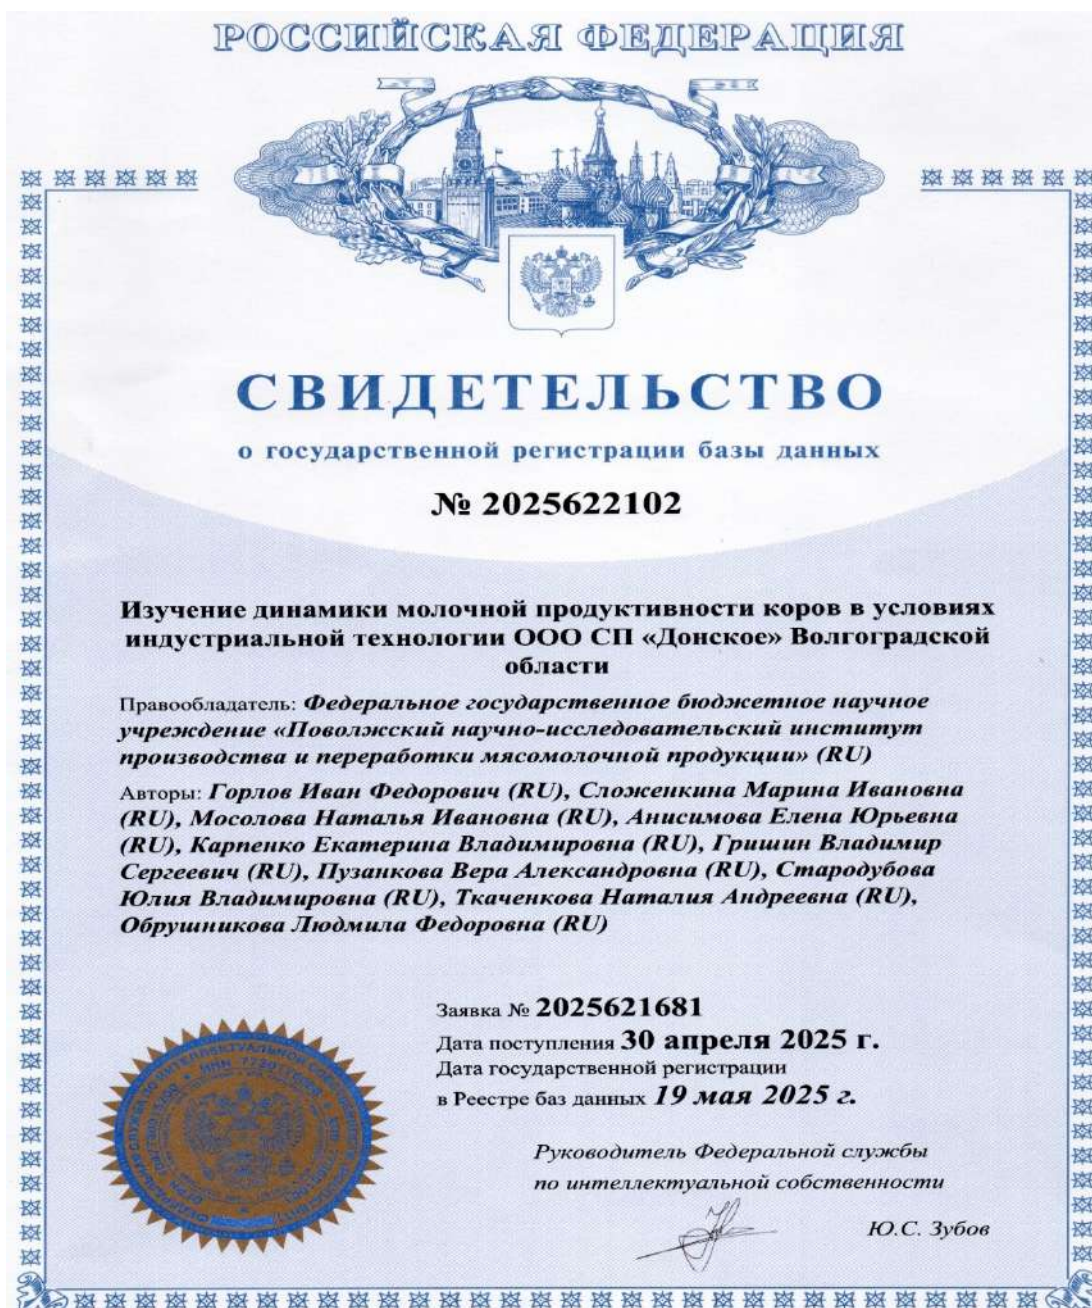 РОССИЙСКАЯ ФЕДЕРАЦИЯ
СВИДЕТЕЛЬСТВО
о государственной регистрации базы данных
№ 2025622102
Изучение динамики молочной продуктивности коров в условиях
индустриальной технологии ООО СП «Донское» Волгоградской
области
Правообладатель: Федеральное государственное бюджетное научное
учреждение «Поволжский научно-исследовательский институт
производства и переработки мясомолочной продукции» (RU)
Авторы: Горлов Иван Федорович (RU), Сложенкина Марина Ивановна
(RU), Мосолова Наталья Ивановна (RU), Анисимова Елена Юрьевна
(RU), Карпенко Екатерина Владимировна (RU), Гришин Владимир
Сергеевич (RU), Пузанкова Вера Александровна (RU), Стародубова
Юлия Владимировна (RU), Ткаченкова Наталия Андреевна (RU),
Обрушникова Людмила Федоровна (RU)
Заявка № 2025621681
Дата поступления 30 апреля 2025 г.
Дата государственной регистрации
в Реестре баз данных 19 мая 2025 г.
Руководитель Федеральной службы
по интеллектуальной собственности
Ю.С. Зубов